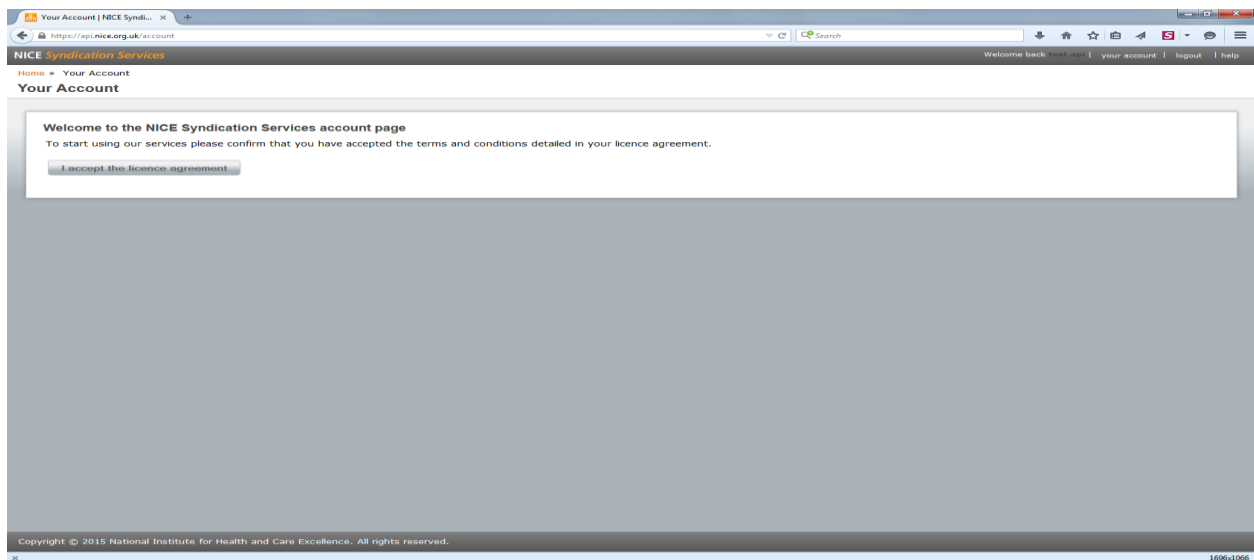 Your Account | NICE Syndi...
https://api.nice.org.uk/account
Search
NICE Syndication Services
Welcome back test api | your account | logout | help
Home » Your Account
Your Account
Welcome to the NICE Syndication Services account page
To start using our services please confirm that you have accepted the terms and conditions detailed in your licence agreement.
I accept the licence agreement
Copyright © 2015 National Institute for Health and Care Excellence. All rights reserved.
1696x1066